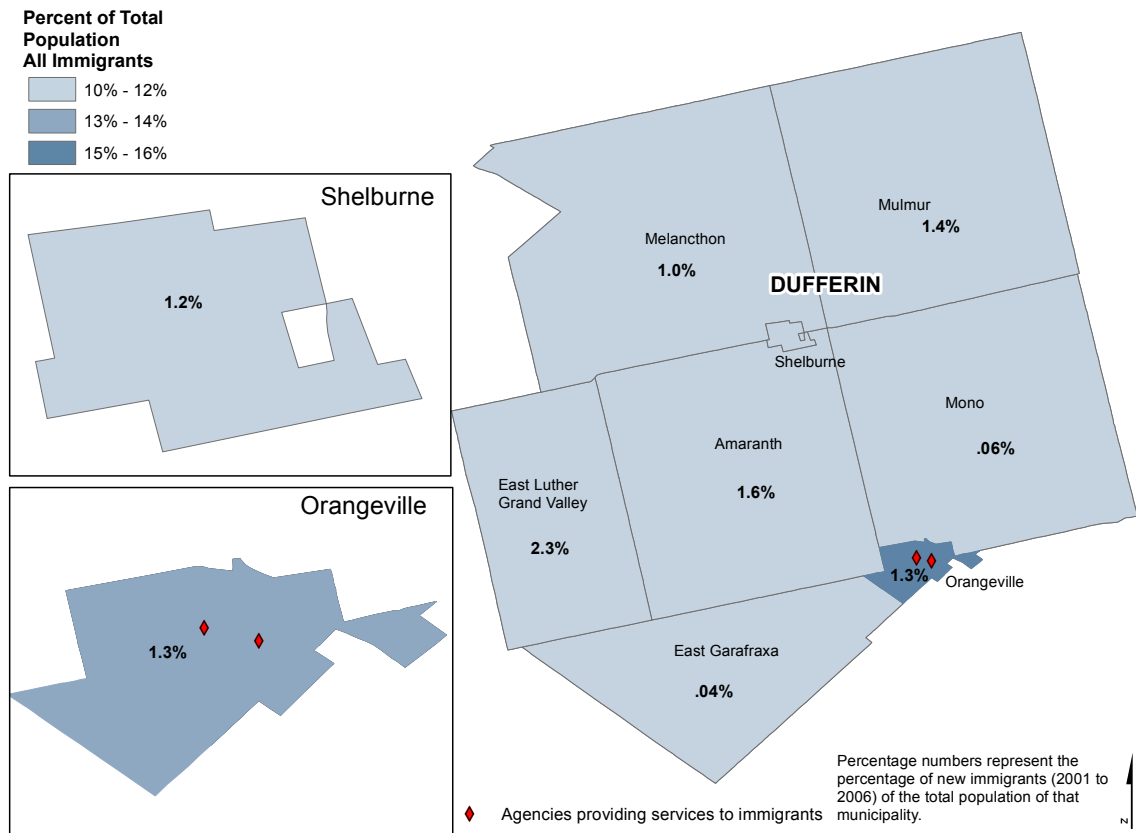 Percent of Total
Population
All Immigrants
10% - 12%
13% - 14%
15% - 16%
Shelburne
1.2%
Orangeville
1.3%
Mulmur
1.4%
Melancthon
1.0%
DUFFERIN
Shelburne
Mono
.06%
Amaranth
1.6%
East Luther
Grand Valley
2.3%
1.3%
Orangeville
East Garafraxa
.04%
Percentage numbers represent the
percentage of new immigrants (2001 to
2006) of the total population of that
municipality.
Agencies providing services to immigrants
z